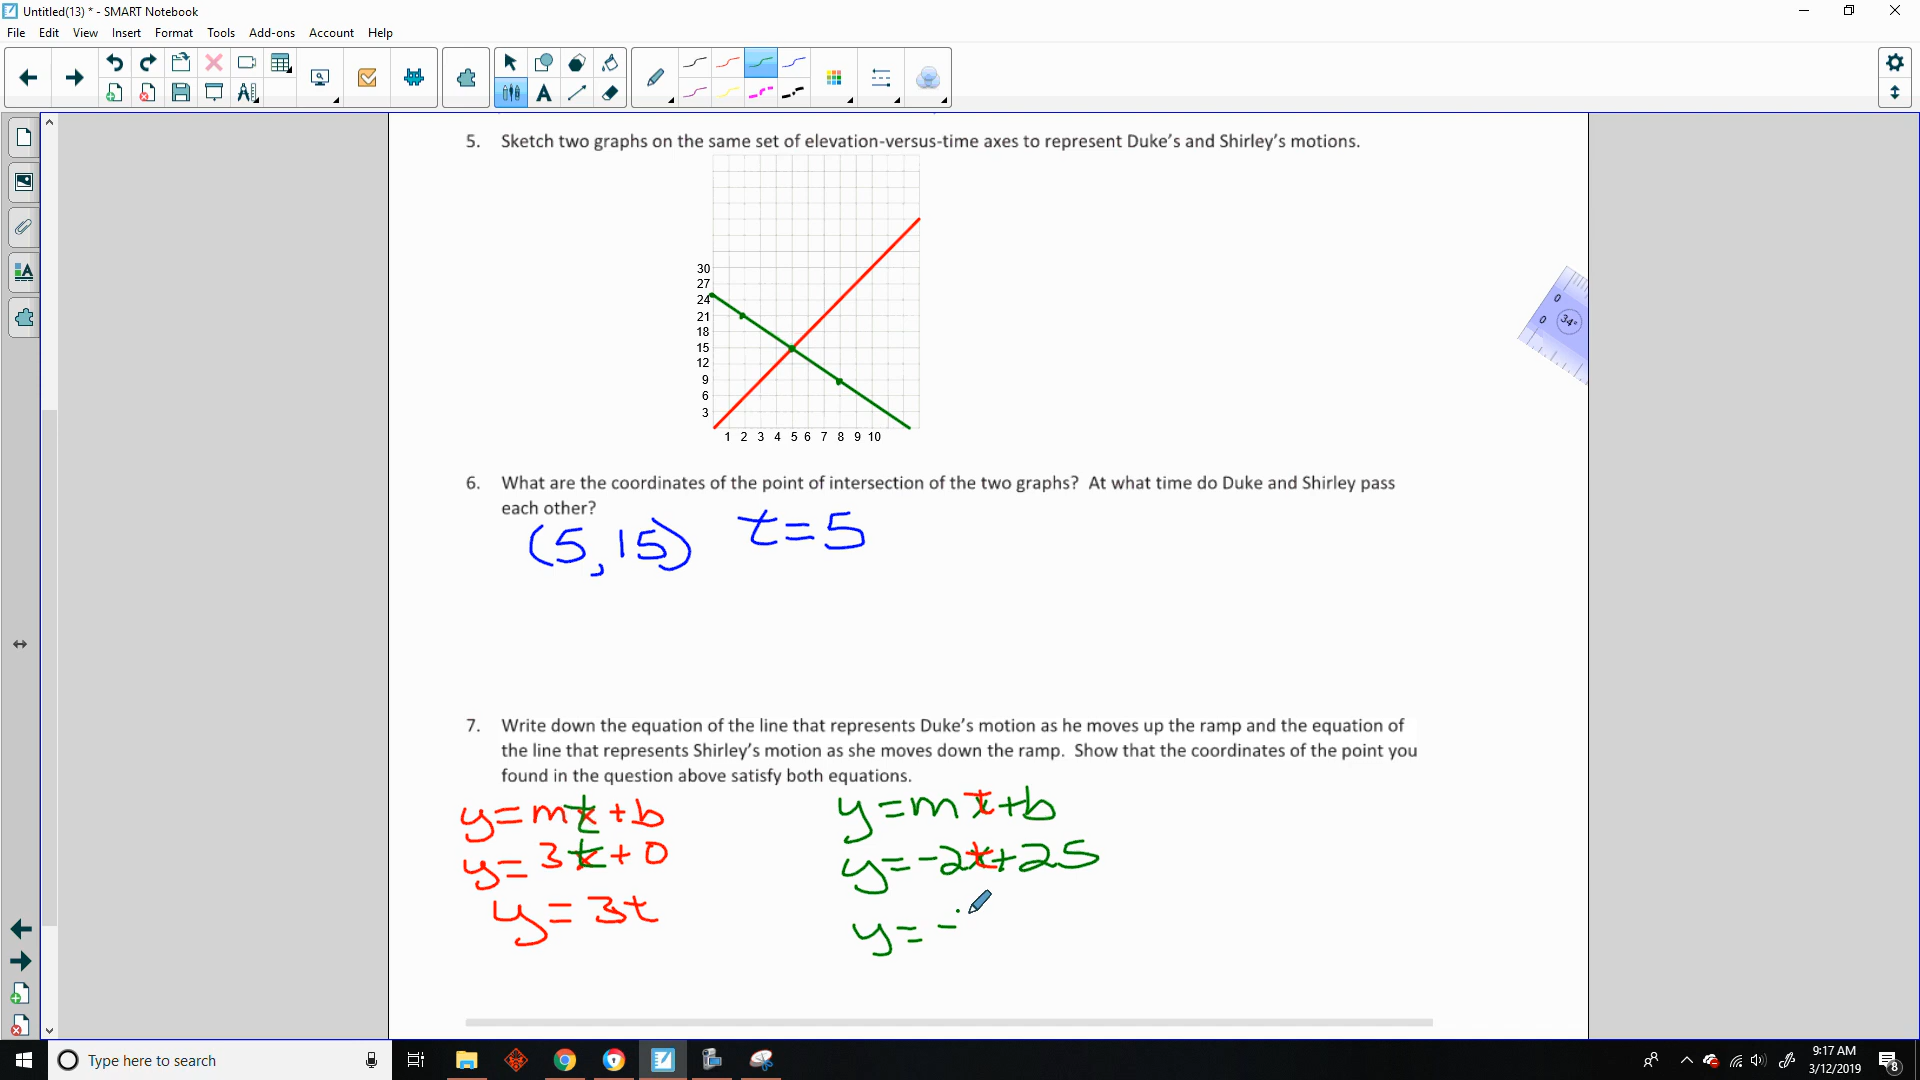 Untitled(13) * - SMART Notebook
File Edit View Insert Format Tools Add-ons Account Help
5. Sketch two graphs on the same set of elevation-versus-time axes to represent Duke's and Shirley's motions.
30
27
24
21
18
15
12
9
6
3
1 2 3 4 5 6 7 8 9 10
0
0
34°
6. What are the coordinates of the point of intersection of the two graphs? At what time do Duke and Shirley pass
each other?
(5,15) t=5
7. Write down the equation of the line that represents Duke's motion as he moves up the ramp and the equation of
the line that represents Shirley's motion as she moves down the ramp. Show that the coordinates of the point you
found in the question above satisfy both equations.
y=mt+b y=mt+b
y=3t+0 y=-2t+25
y=3t y=-
Type here to search
9:17 AM
3/12/2019
8